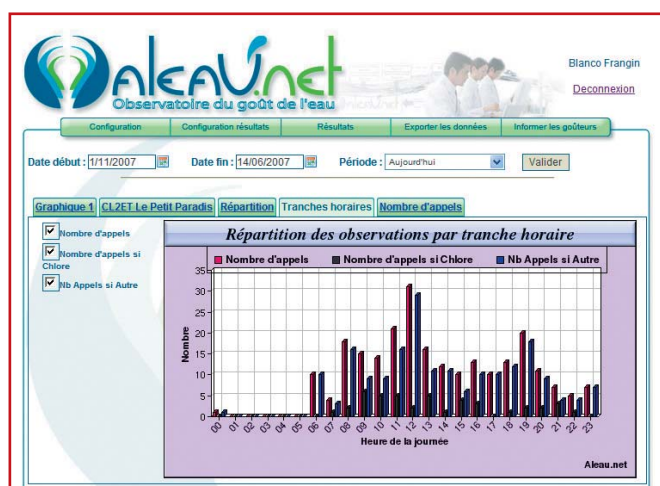 Aleau.net
Observatoire du goût de l'eau
Blanco Frangin
Deconnexion
Configuration Configuration résultats Résultats Exporter les données Informer les goûteurs
Date début : 1/11/2007 Date fin : 14/06/2007 Période : Aujourd'hui Valider
Graphique 1 CL2ET Le Petit Paradis Répartition Tranches horaires Nombre d'appels
Nombre d'appels
Nombre d'appels si
Chlore
Nb Appels si Autre
Répartition des observations par tranche horaire
Nombre d'appels Nombre d'appels si Chlore Nb Appels si Autre
35
30
25
20
15
10
5
0
Nombre
00 01 02 03 04 05 06 07 08 09 10 11 12 13 14 15 16 17 18 19 20 21 22 23
Heure de la journée
Aleau.net